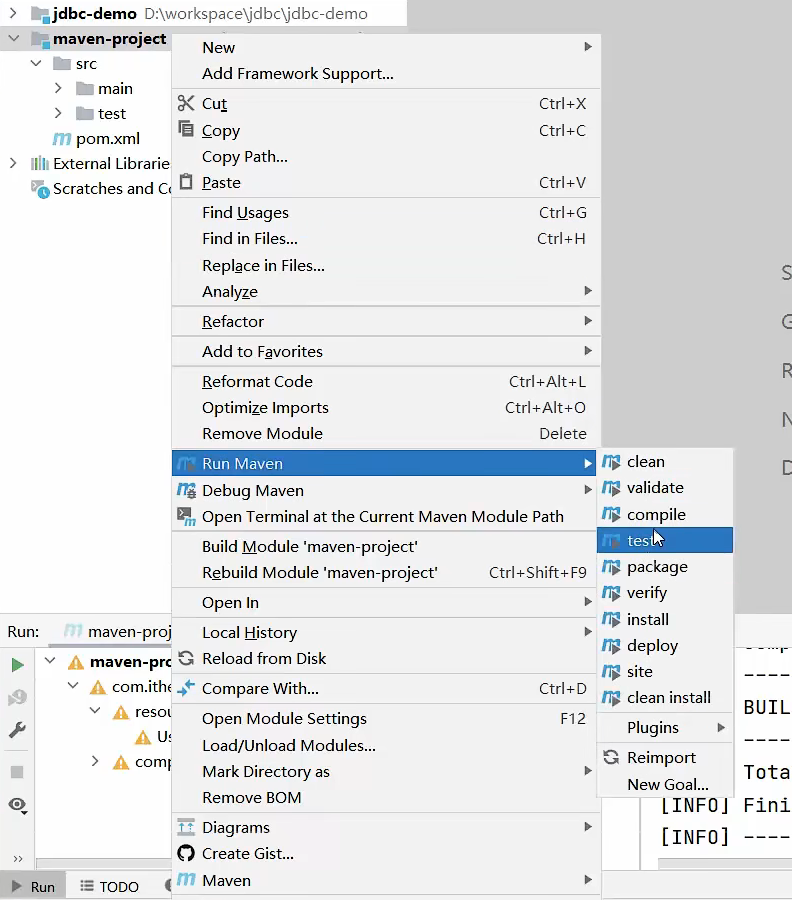 jdbc-demo D:\workspace\jdbc\jdbc-demo
maven-project
src
main
test
pom.xml
External Librarie
Scratches and Co
New
Add Framework Support...
Cut Ctrl+X
Copy Ctrl+C
Copy Path...
Paste Ctrl+V
Find Usages Ctrl+G
Find in Files... Ctrl+H
Replace in Files...
Analyze
Refactor
Add to Favorites
Reformat Code Ctrl+Alt+L
Optimize Imports Ctrl+Alt+O
Remove Module Delete
Run Maven
Debug Maven
Open Terminal at the Current Maven Module Path
Build Module 'maven-project'
Rebuild Module 'maven-project' Ctrl+Shift+F9
Open In
Local History
Reload from Disk
Compare With... Ctrl+D
Open Module Settings F12
Load/Unload Modules...
Mark Directory as
Remove BOM
Diagrams
Create Gist...
Maven
clean
validate
compile
test
package
verify
install
deploy
site
clean install
Plugins
Reimport
New Goal...
Run: maven-proj
maven-pro
com.ithe
resou
Us
comp
----
BUIL
----
Tota
[INFO] Fini
[INFO] ----
Run TODO